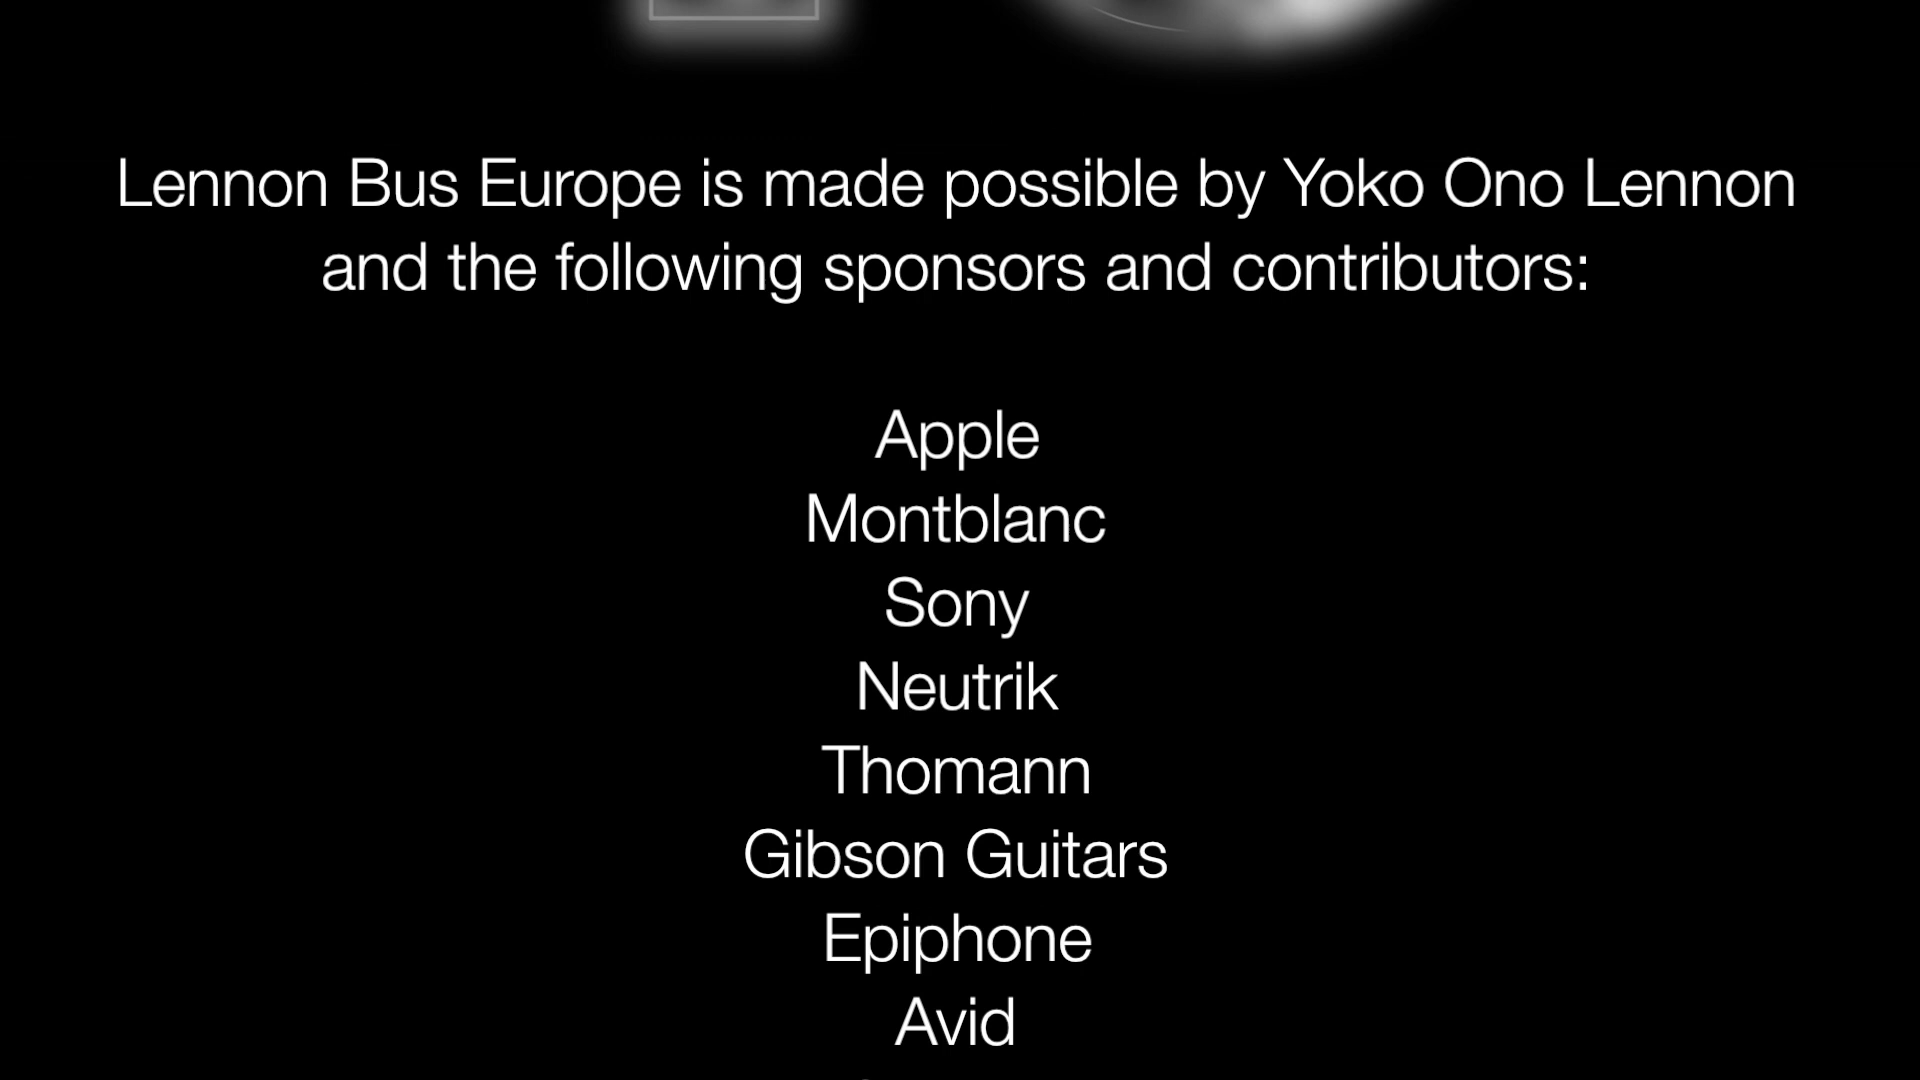 Lennon Bus Europe is made possible by Yoko Ono Lennon
and the following sponsors and contributors:
Apple
Montblanc
Sony
Neutrik
Thomann
Gibson Guitars
Epiphone
Avid